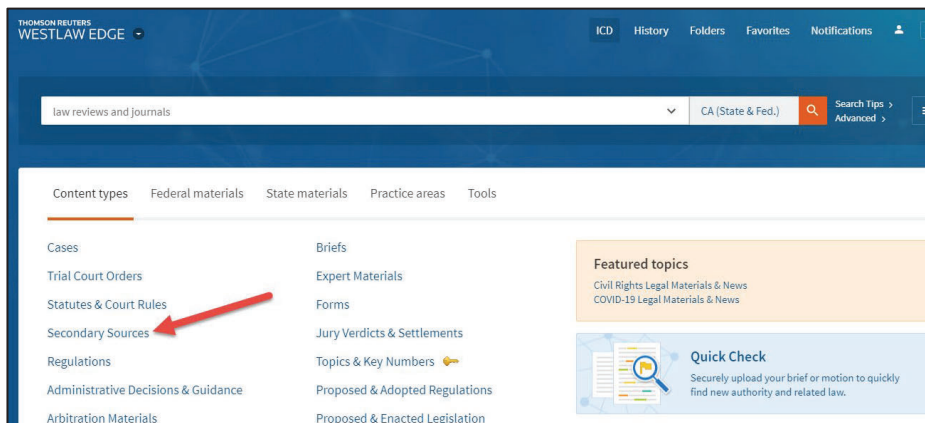 THOMSON REUTERS
WESTLAW EDGE
ICD History Folders Favorites Notifications
law reviews and journals
CA (State & Fed.)
Search Tips >
Advanced >
Content types Federal materials State materials Practice areas Tools
Cases
Trial Court Orders
Statutes & Court Rules
Secondary Sources
Regulations
Administrative Decisions & Guidance
Arbitration Materials
Briefs
Expert Materials
Forms
Jury Verdicts & Settlements
Topics & Key Numbers
Proposed & Adopted Regulations
Proposed & Enacted Legislation
Featured topics
Civil Rights Legal Materials & News
COVID-19 Legal Materials & News
Quick Check
Securely upload your brief or motion to quickly
find new authority and related law.